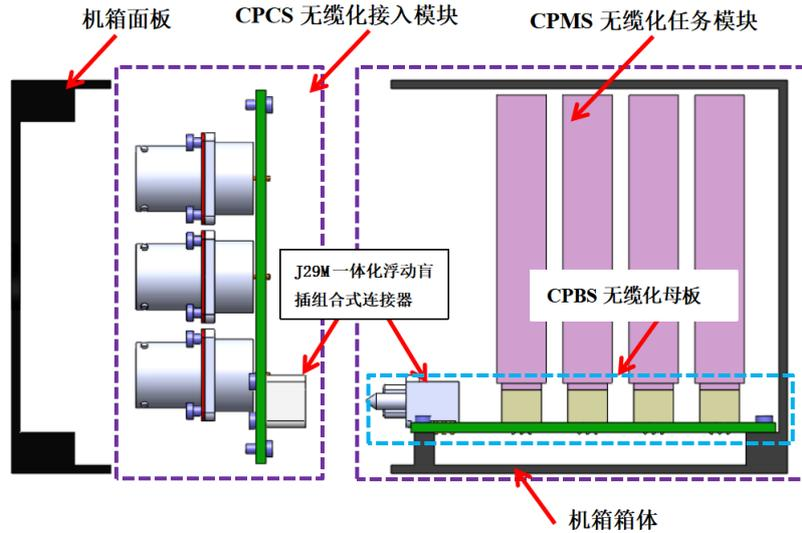 机箱面板
CPCS 无缆化接入模块
CPMS 无缆化任务模块
J29M一体化浮动盲
插组合式连接器
CPBS 无缆化母板
机箱箱体